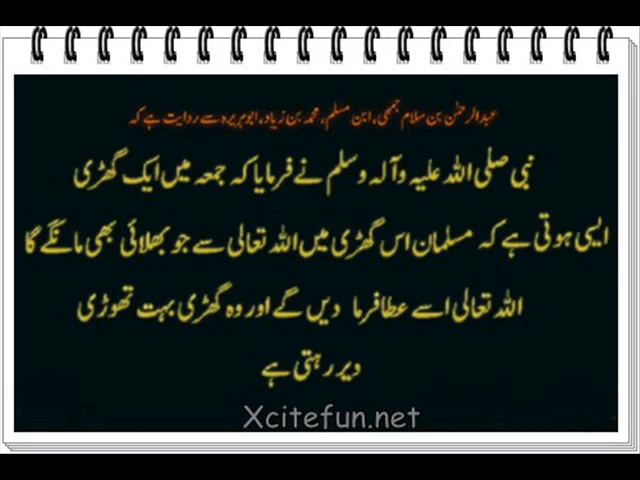 عبدالرحمٰن بن سلام جمحی، ابن مسلم، محمد بن زیاد، ابوہریرہ سے روایت ہے کہ
نبی صلی اللہ علیہ وآلہ وسلم نے فرمایا کہ جمعہ میں ایک گھڑی
ایسی ہوتی ہے کہ مسلمان اس گھڑی میں اللہ تعالی سے جو بھلائی بھی مانگے گا
اللہ تعالی اسے عطا فرما دیں گے اور وہ گھڑی بہت تھوڑی
دیر رہتی ہے
Xcitefun.net